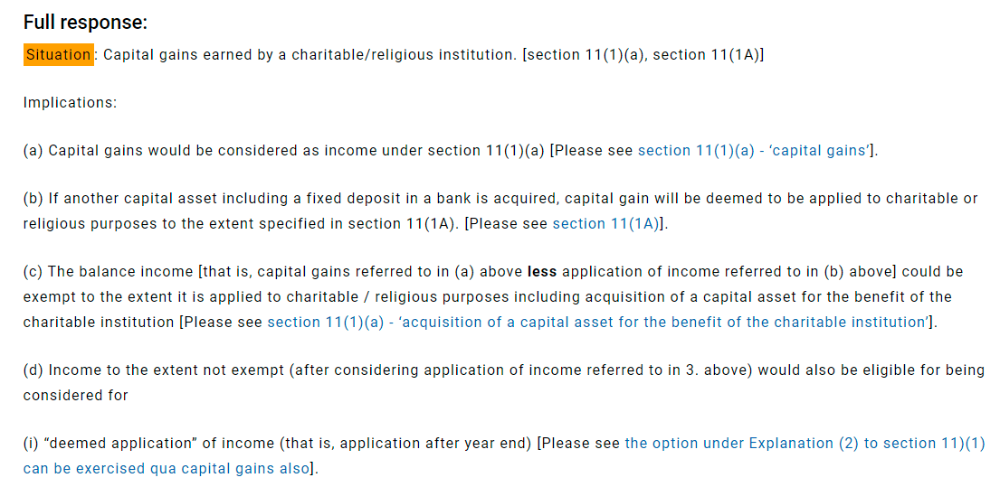 Full response:
Situation: Capital gains earned by a charitable/religious institution. [section 11(1)(a), section 11(1A)]
Implications:
(a) Capital gains would be considered as income under section 11(1)(a) [Please see section 11(1)(a) - ‘capital gains’].
(b) If another capital asset including a fixed deposit in a bank is acquired, capital gain will be deemed to be applied to charitable or
religious purposes to the extent specified in section 11(1A). [Please see section 11(1A)].
(c) The balance income [that is, capital gains referred to in (a) above less application of income referred to in (b) above] could be
exempt to the extent it is applied to charitable / religious purposes including acquisition of a capital asset for the benefit of the
charitable institution [Please see section 11(1)(a) - ‘acquisition of a capital asset for the benefit of the charitable institution’].
(d) Income to the extent not exempt (after considering application of income referred to in 3. above) would also be eligible for being
considered for
(i) “deemed application” of income (that is, application after year end) [Please see the option under Explanation (2) to section 11)(1)
can be exercised qua capital gains also].